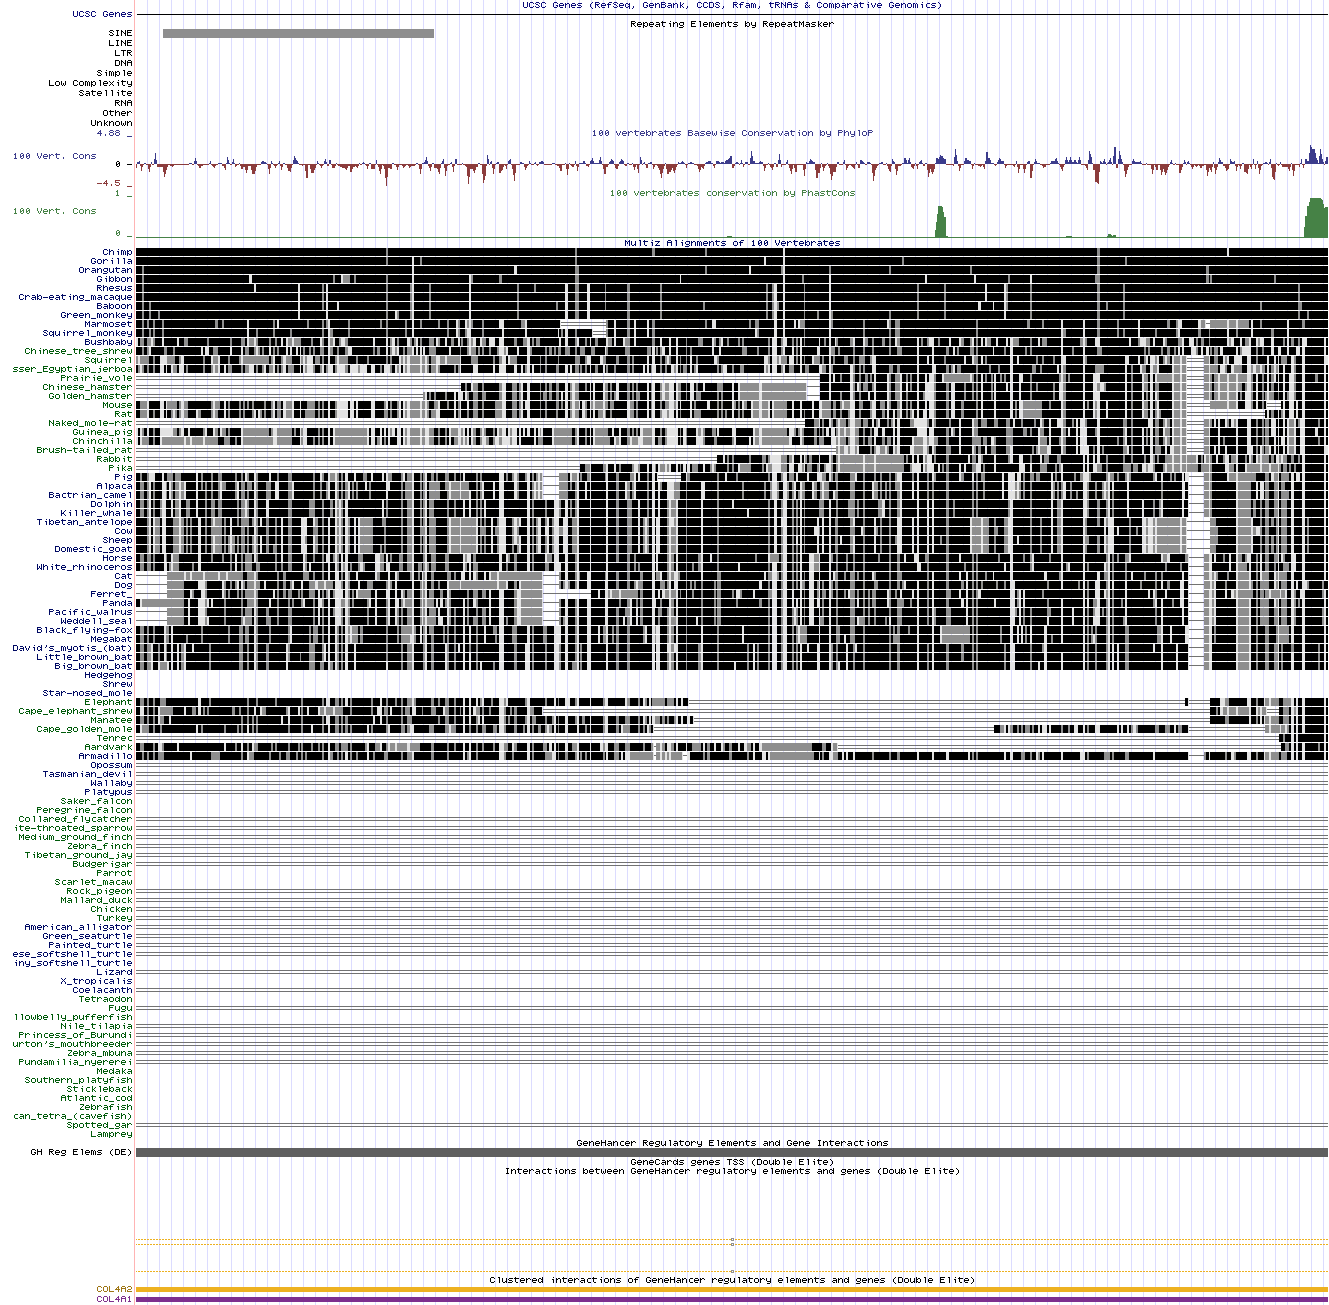 UCSC Genes (RefSeq, GenBank, CCDS, Rfam, tRNAs & Comparative Genomics)
UCSC Genes
Repeating Elements by RepeatMasker
SINE
LINE
LTR
DNA
Simple
Low Complexity
Satellite
RNA
Other
Unknown
4.88 _
100 vertebrates Basewise Conservation by PhyloP
100 Vert. Cons
0 _
-4.5 _
100 vertebrates conservation by PhastCons
1 _
100 Vert. Cons
0 _
Multiz Alignments of 100 Vertebrates
Chimp
Gorilla
Orangutan
Gibbon
Rhesus
Crab-eating_macaque
Baboon
Green_monkey
Marmoset
Squirrel_monkey
Bushbaby
Chinese_tree_shrew
Squirrel
sser_Egyptian_jerboa
Prairie_vole
Chinese_hamster
Golden_hamster
Mouse
Rat
Naked_mole-rat
Guinea_pig
Chinchilla
Brush-tailed_rat
Rabbit
Pika
Pig
Alpaca
Bactrian_camel
Dolphin
Killer_whale
Tibetan_antelope
Cow
Sheep
Domestic_goat
Horse
White_rhinoceros
Cat
Dog
Ferret_
Panda
Pacific_walrus
Weddell_seal
Black_flying-fox
Megabat
David's_myotis_(bat)
Little_brown_bat
Big_brown_bat
Hedgehog
Shrew
Star-nosed_mole
Elephant
Cape_elephant_shrew
Manatee
Cape_golden_mole
Tenrec
Aardvark
Armadillo
Opossum
Tasmanian_devil
Wallaby
Platypus
Saker_falcon
Peregrine_falcon
Collared_flycatcher
ite-throated_sparrow
Medium_ground_finch
Zebra_finch
Tibetan_ground_jay
Budgerigar
Parrot
Scarlet_macaw
Rock_pigeon
Mallard_duck
Chicken
Turkey
American_alligator
Green_seaturtle
Painted_turtle
ese_softshell_turtle
iny_softshell_turtle
Lizard
X_tropicalis
Coelacanth
Tetraodon
Fugu
llowbelly_pufferfish
Nile_tilapia
Princess_of_Burundi
urton's_mouthbreeder
Zebra_mbuna
Pundamilia_nyererei
Medaka
Southern_platyfish
Stickleback
Atlantic_cod
Zebrafish
can_tetra_(cavefish)
Spotted_gar
Lamprey
GeneHancer Regulatory Elements and Gene Interactions
GH Reg Elems (DE)
GeneCards genes TSS (Double Elite)
Interactions between GeneHancer regulatory elements and genes (Double Elite)
Clustered interactions of GeneHancer regulatory elements and genes (Double Elite)
COL4A2
COL4A1